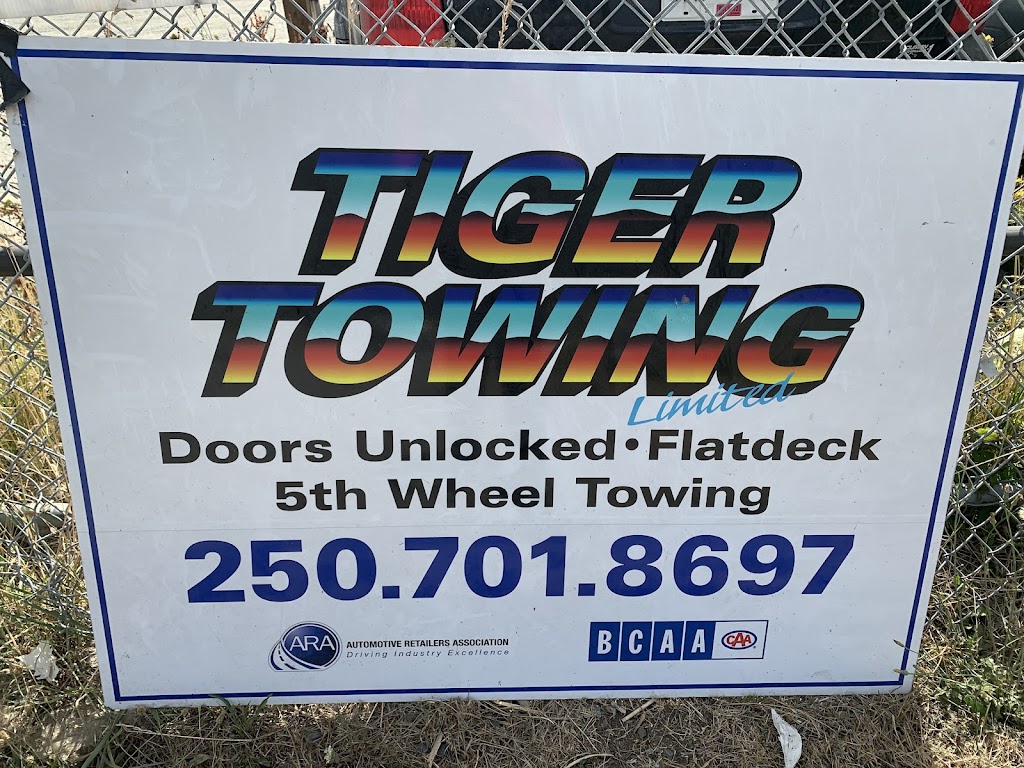 TIGER
TOWING
Limited
Doors Unlocked • Flatdeck
5th Wheel Towing
250.701.8697
ARA AUTOMOTIVE RETAILERS ASSOCIATION
Driving Industry Excellence
BCAA CAA